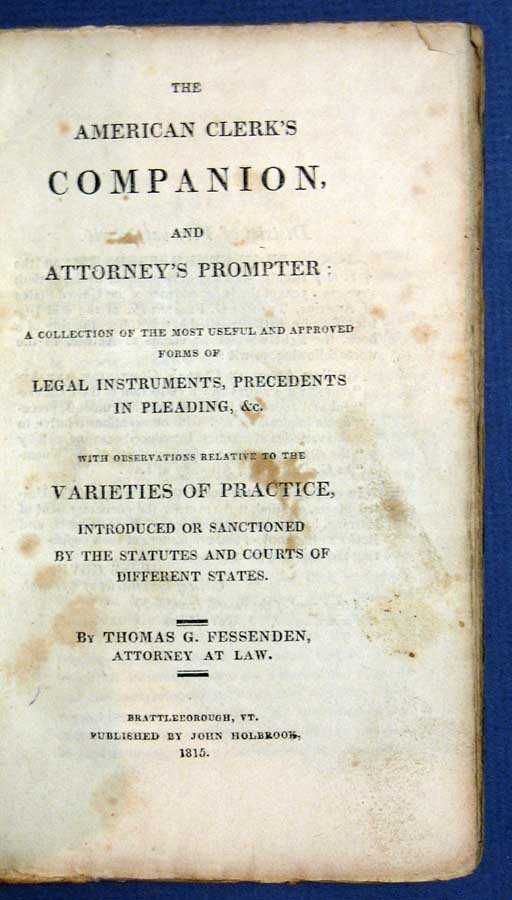 THE
AMERICAN CLERK'S
COMPANION,
AND
ATTORNEY'S PROMPTER:
A COLLECTION OF THE MOST USEFUL AND APPROVED
FORMS OF
LEGAL INSTRUMENTS, PRECEDENTS
IN PLEADING, &c.
WITH OBSERVATIONS RELATIVE TO THE
VARIETIES OF PRACTICE,
INTRODUCED OR SANCTIONED
BY THE STATUTES AND COURTS OF
DIFFERENT STATES.
BY THOMAS G. FESSENDEN,
ATTORNEY AT LAW.
BRATTLEBOROUGH, VT.
PUBLISHED BY JOHN HOLBROOK,
1815.